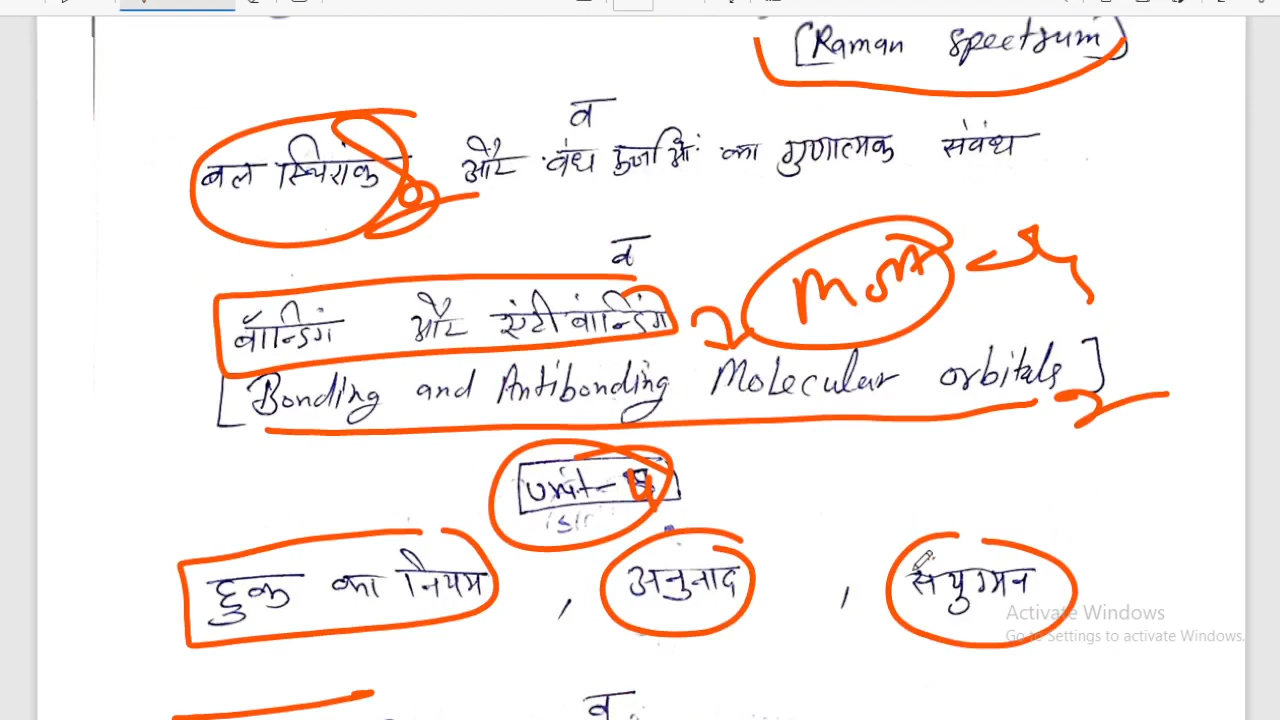 [Raman spectrum]
व
बल स्थिरांक और बंध ऊर्जाओं का गुणात्मक संबंध
व
बॉन्डिंग और एंटी बॉन्डिंग
MOT
[Bonding and Antibonding Molecular orbitals]
Unit-4
हुक का नियम , अनुनाद , संयुग्मन
Activate Windows
Go to Settings to activate Windows.
व